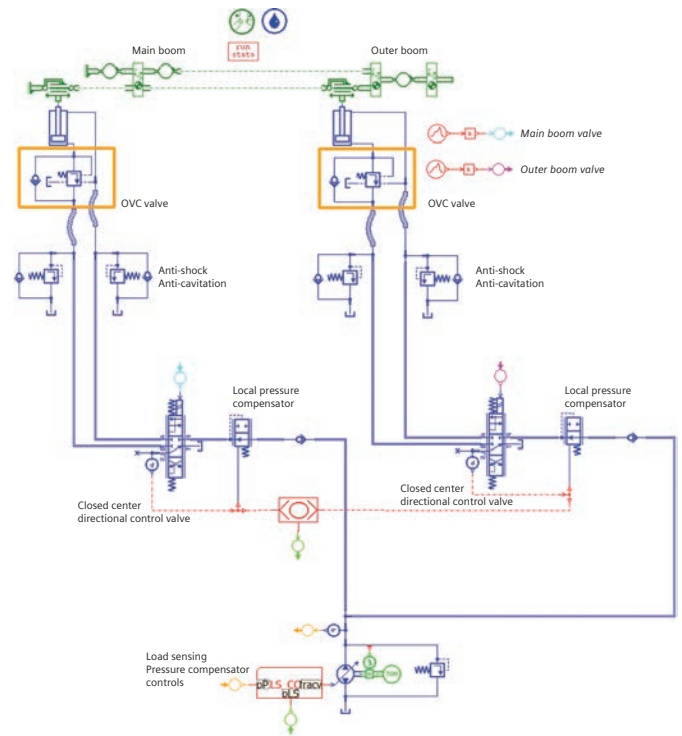 run
stats
Main boom
Outer boom
Main boom valve
Outer boom valve
OVC valve
OVC valve
Anti-shock
Anti-cavitation
Anti-shock
Anti-cavitation
Local pressure
compensator
Local pressure
compensator
Closed center
directional control valve
Closed center
directional control valve
Load sensing
Pressure compensator
controls
pLS